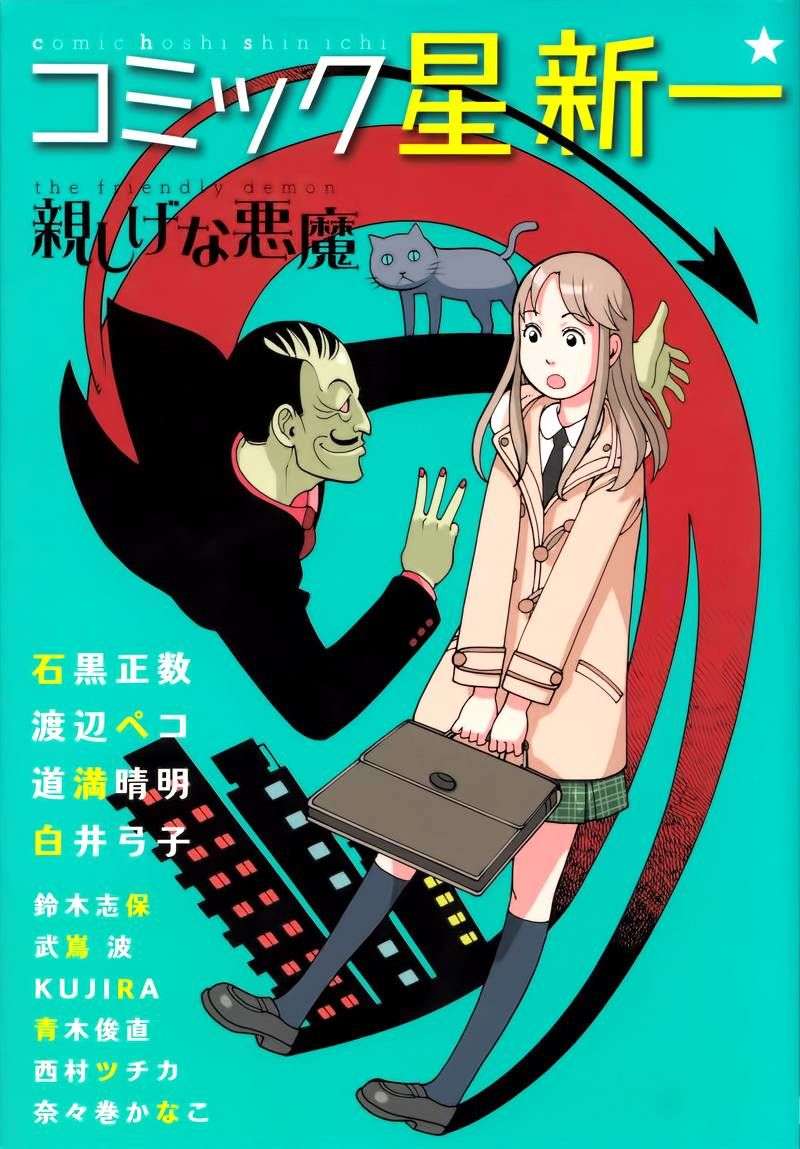 comic hoshi shin ichi
コミック星新一
the friendly demon
親しげな悪魔
石黒正数
渡辺ペコ
道満晴明
白井弓子
鈴木志保
武嶌 波
KUJIRA
青木俊直
西村ツチカ
奈々巻かなこ